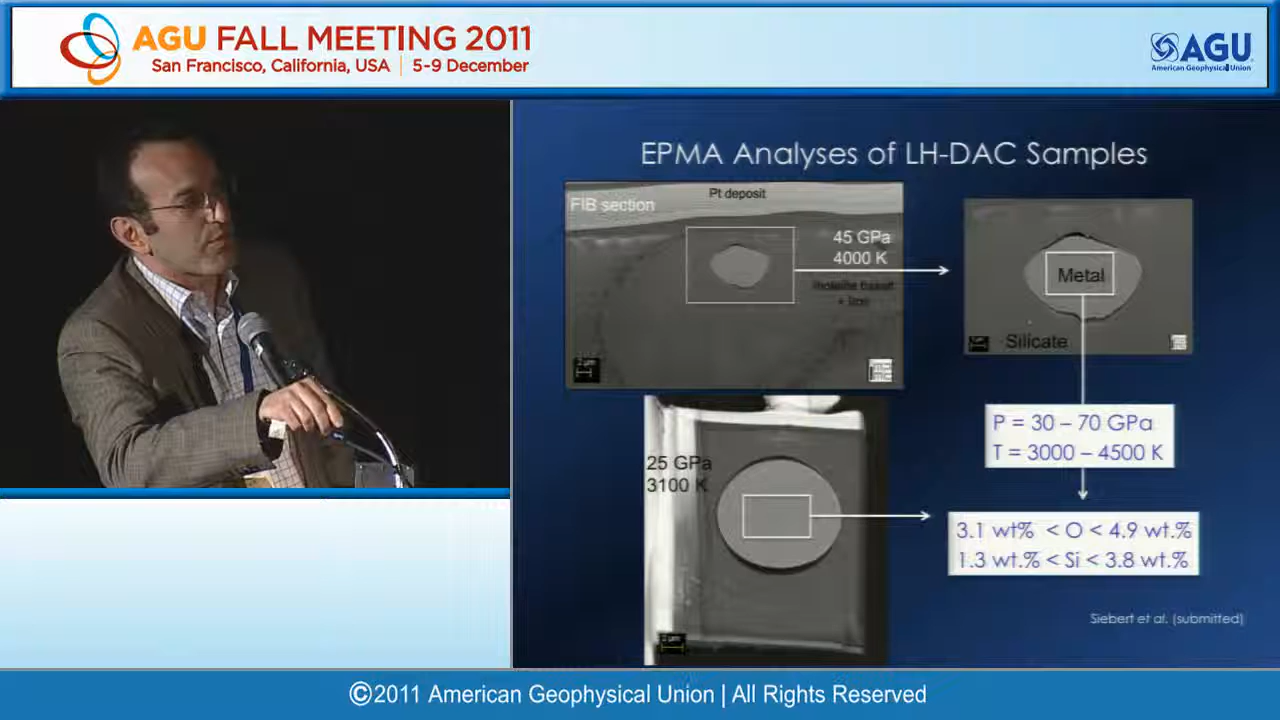 AGU FALL MEETING 2011
San Francisco, California, USA | 5-9 December
AGU
American Geophysical Union
EPMA Analyses of LH-DAC Samples
Pt deposit
FIB section
45 GPa
4000 K
+ Iron
Metal
Silicate
P = 30 – 70 GPa
T = 3000 – 4500 K
25 GPa
3100 K
3.1 wt% < O < 4.9 wt.%
1.3 wt.% < Si < 3.8 wt.%
Siebert et al. (submitted)
©2011 American Geophysical Union | All Rights Reserved